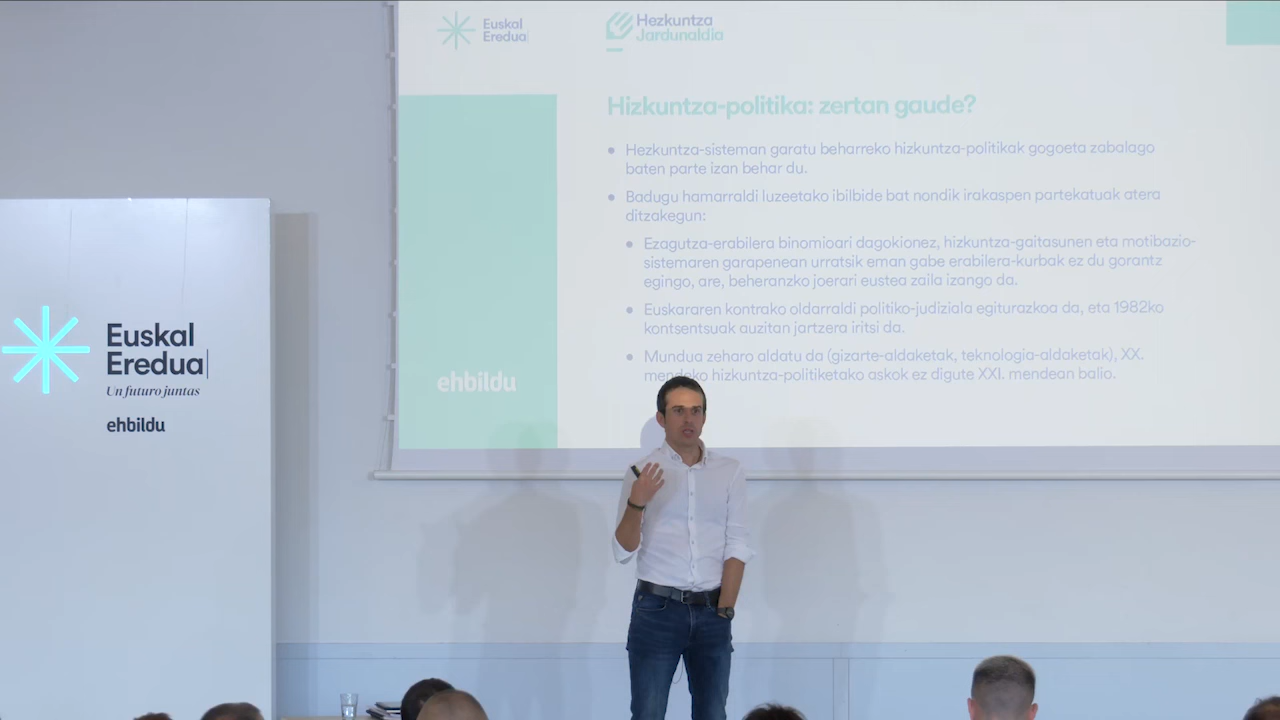 Euskal
Eredua
Hezkuntza
Jardunaldia
Hizkuntza-politika: zertan gaude?
• Hezkuntza-sisteman garatu beharreko hizkuntza-politikak gogoeta zabalago
baten parte izan behar du.
• Badugu hamarraldi luzeetako ibilbide bat nondik irakaspen partekatuak atera
ditzakegun:
• Ezagutza-erabilera binomioari dagokionez, hizkuntza-gaitasunen eta motibazio-
sistemaren garapenean urratsik eman gabe erabilera-kurbak ez du gorantz
egingo, are, beheranzko joerari eustea zaila izango da.
• Euskararen kontrako oldarraldi politiko-judiziala egiturazkoa da, eta 1982ko
kontsentsuak auzitan jartzera iritsi da.
• Mundua zeharo aldatu da (gizarte-aldaketak, teknologia-aldaketak), XX.
mendeko hizkuntza-politiketako askok ez digute XXI. mendean balio.
ehbildu
Euskal
Eredua
Un futuro juntas
ehbildu